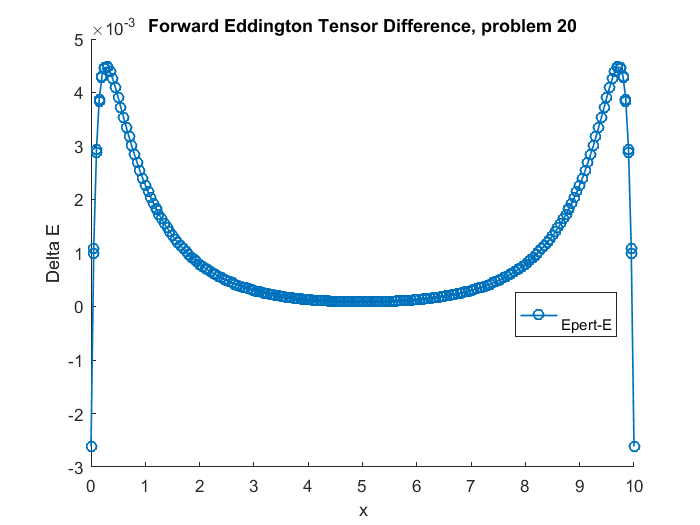 ×10⁻³
Forward Eddington Tensor Difference, problem 20
5
4
3
2
1
0
-1
-2
-3
Delta E
Epert-E
0 1 2 3 4 5 6 7 8 9 10
x